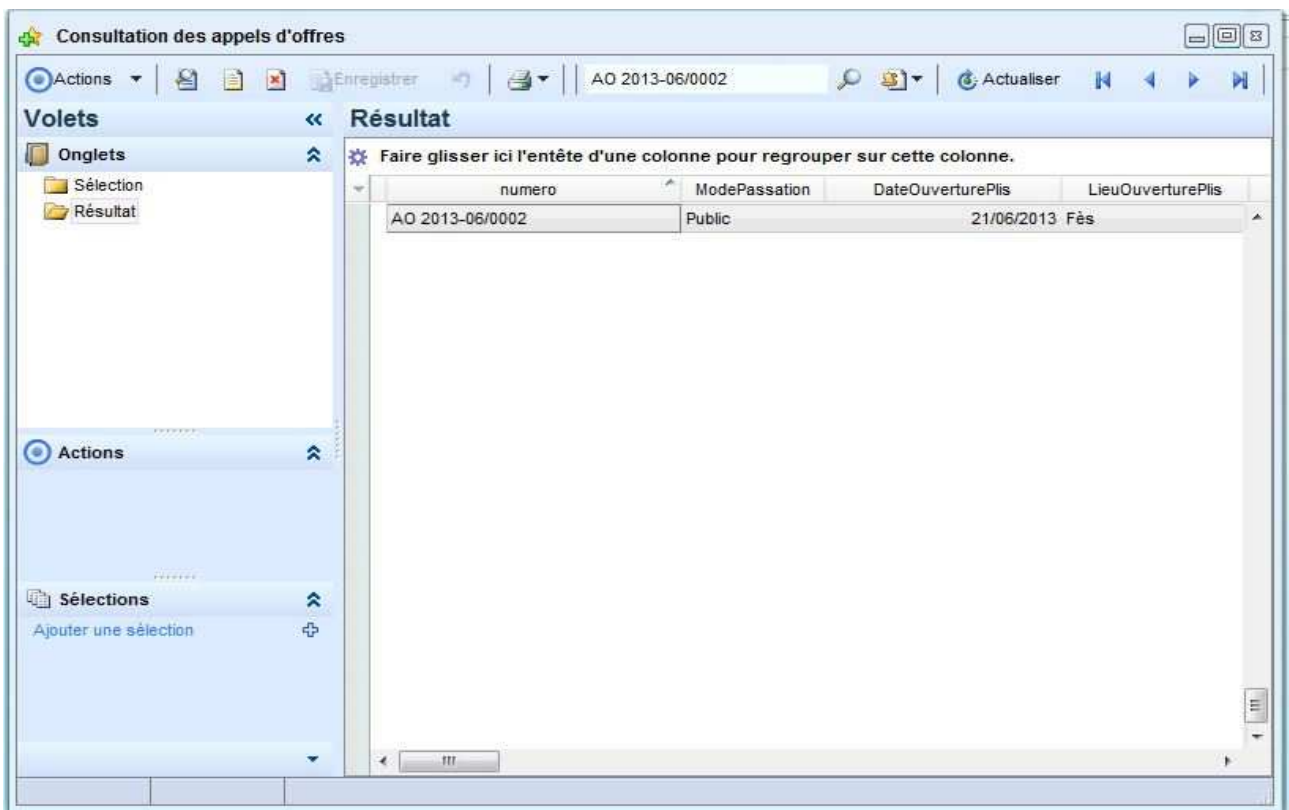 Consultation des appels d'offres
Actions Enregistrer AO 2013-06/0002 Actualiser
Volets
Résultat
Onglets
Faire glisser ici l'entête d'une colonne pour regrouper sur cette colonne.
Sélection
Résultat
numero ModePassation DateOuverturePlis LieuOuverturePlis
AO 2013-06/0002 Public 21/06/2013 Fès
Actions
Sélections
Ajouter une sélection